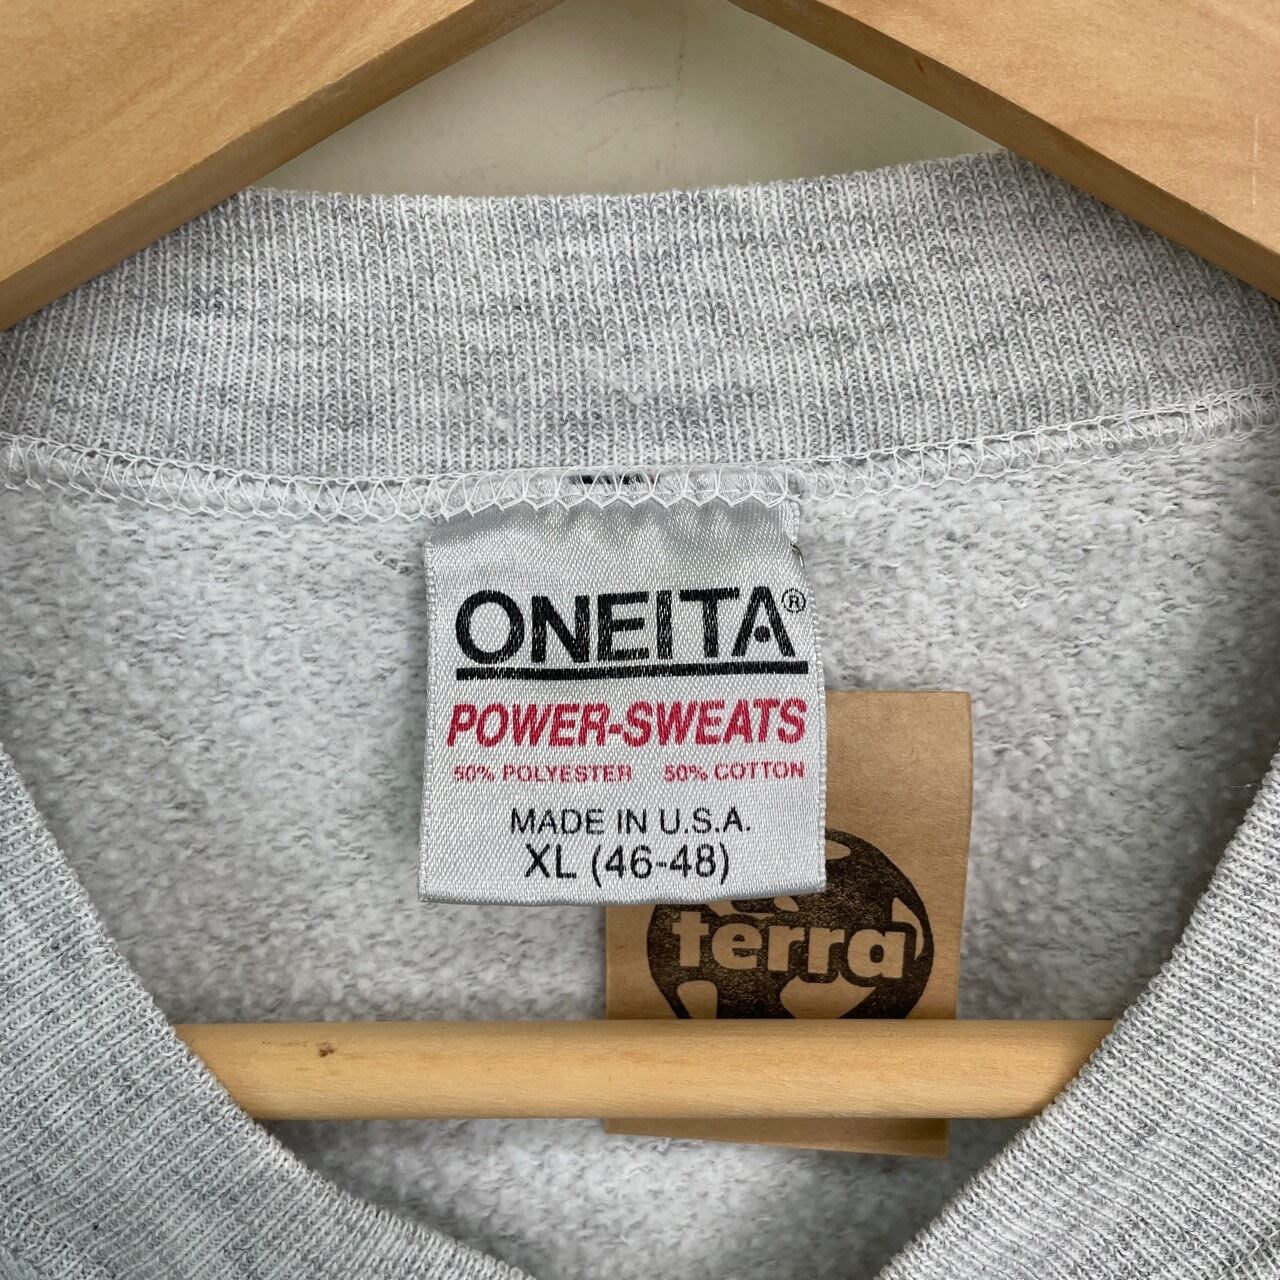 ONEITA®
POWER-SWEATS
50% POLYESTER 50% COTTON
MADE IN U.S.A.
XL (46-48)
terra